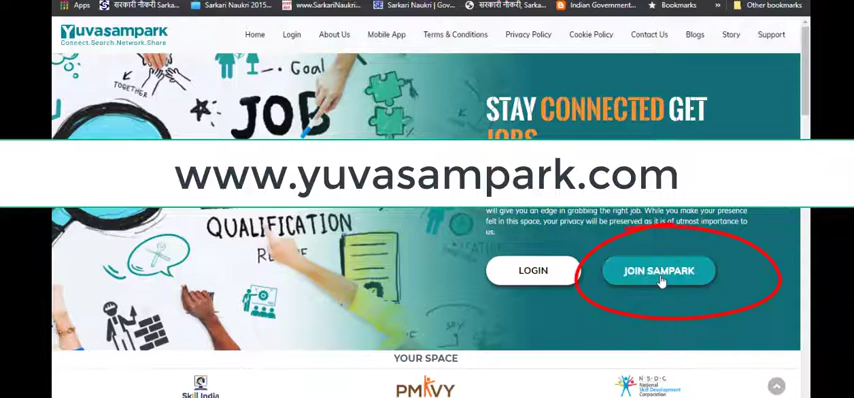 Apps
Sarka...
Sarkari Naukri 2015...
www.SarkariNaukri...
Sarkari Naukri | Gov...
सरकारी नौकरी, Sarka...
Indian Government...
Bookmarks
»
Other bookmarks
Yuvasampark
Connect.Search.Network.Share
Home Login About Us Mobile App Terms & Conditions Privacy Policy Cookie Policy Contact Us Blogs Story Support
Goal
TOGETHER
JOB
STAY CONNECTED GET
JOBS
www.yuvasampark.com
will give you an edge in grabbing the right job. While you make your presence
felt in this space, your privacy will be preserved as it is of utmost importance to
us.
QUALIFICATION
LOGIN
JOIN SAMPARK
YOUR SPACE
Skill India
PMKVY
N·S·D·C
National
Skill Development
Corporation